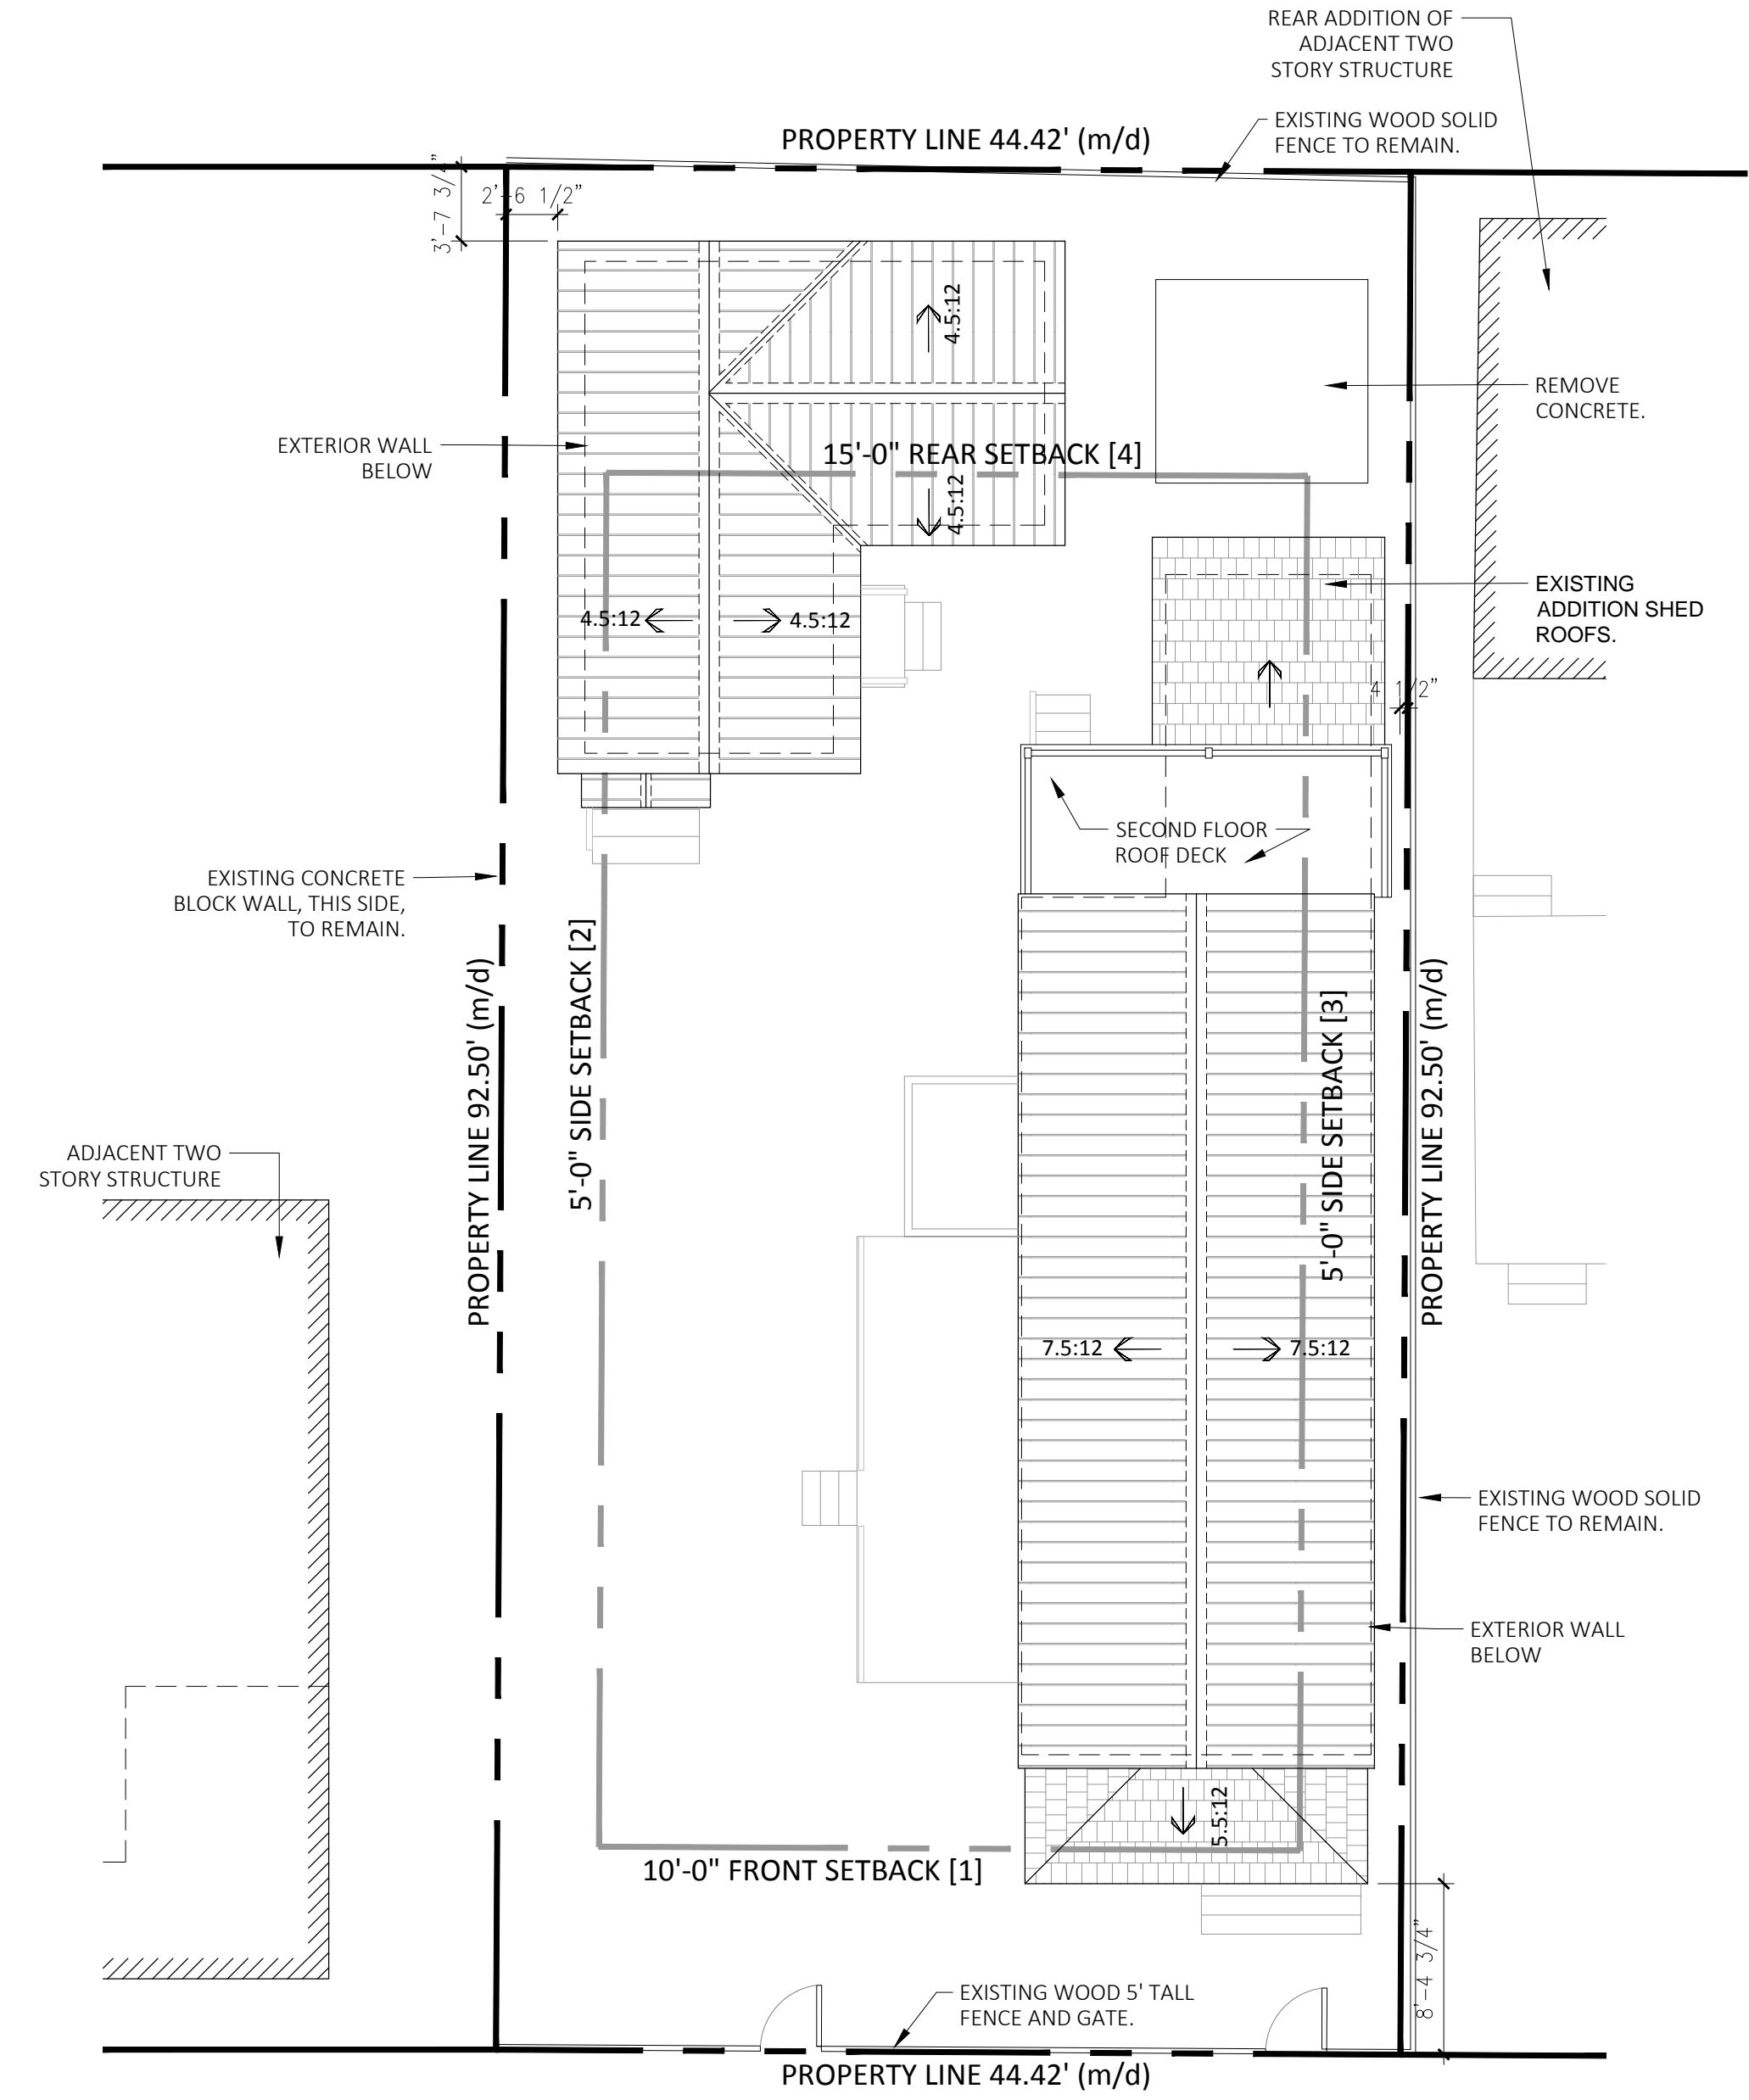 REAR ADDITION OF
ADJACENT TWO
STORY STRUCTURE
EXISTING WOOD SOLID
FENCE TO REMAIN.
PROPERTY LINE 44.42' (m/d)
3'-7 3/4"
2'-6 1/2"
4.5:12
REMOVE
CONCRETE.
EXTERIOR WALL
BELOW
15'-0" REAR SETBACK [4]
4.5:12
EXISTING
ADDITION SHED
ROOFS.
4.5:12
4.5:12
4 1/2"
SECOND FLOOR
ROOF DECK
EXISTING CONCRETE
BLOCK WALL, THIS SIDE,
TO REMAIN.
PROPERTY LINE 92.50' (m/d)
5'-0" SIDE SETBACK [2]
5'-0" SIDE SETBACK [3]
PROPERTY LINE 92.50' (m/d)
ADJACENT TWO
STORY STRUCTURE
7.5:12
7.5:12
EXISTING WOOD SOLID
FENCE TO REMAIN.
EXTERIOR WALL
BELOW
5.5:12
10'-0" FRONT SETBACK [1]
8'-4 3/4"
EXISTING WOOD 5' TALL
FENCE AND GATE.
PROPERTY LINE 44.42' (m/d)